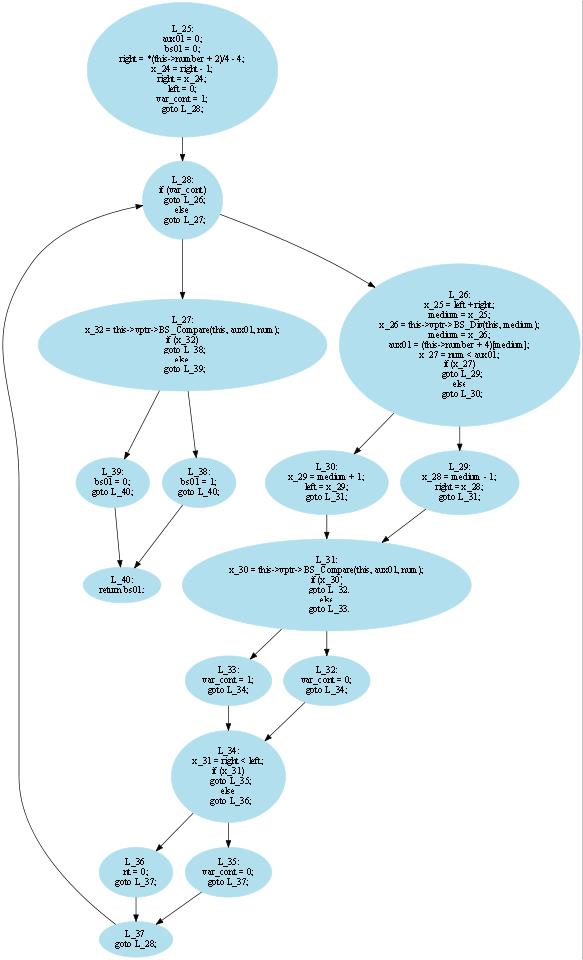 L_25:
aux01 = 0;
bs01 = 0;
right = *(this->number + 2)/4 - 4;
x_24 = right - 1;
right = x_24;
left = 0;
var_cont = 1;
goto L_28;
L_28:
if (var_cont)
goto L_26;
else
goto L_27;
L_27:
x_32 = this->vptr->BS_Compare(this, aux01, num);
if (x_32)
goto L_38;
else
goto L_39;
L_26:
x_25 = left + right;
medium = x_25;
x_26 = this->vptr->BS_Div(this, medium);
medium = x_26;
aux01 = (this->number + 4)[medium];
x_27 = num < aux01;
if (x_27)
goto L_29;
else
goto L_30;
L_39:
bs01 = 0;
goto L_40;
L_38:
bs01 = 1;
goto L_40;
L_30:
x_29 = medium + 1;
left = x_29;
goto L_31;
L_29:
x_28 = medium - 1;
right = x_28;
goto L_31;
L_40:
return bs01;
L_31:
x_30 = this->vptr->BS_Compare(this, aux01, num);
if (x_30)
goto L_32.
else
goto L_33.
L_33:
var_cont = 1;
goto L_34;
L_32:
var_cont = 0;
goto L_34;
L_34:
x_31 = right < left;
if (x_31)
goto L_35;
else
goto L_36;
L_36
nt = 0;
goto L_37;
L_35:
var_cont = 0;
goto L_37;
L_37
goto L_28;